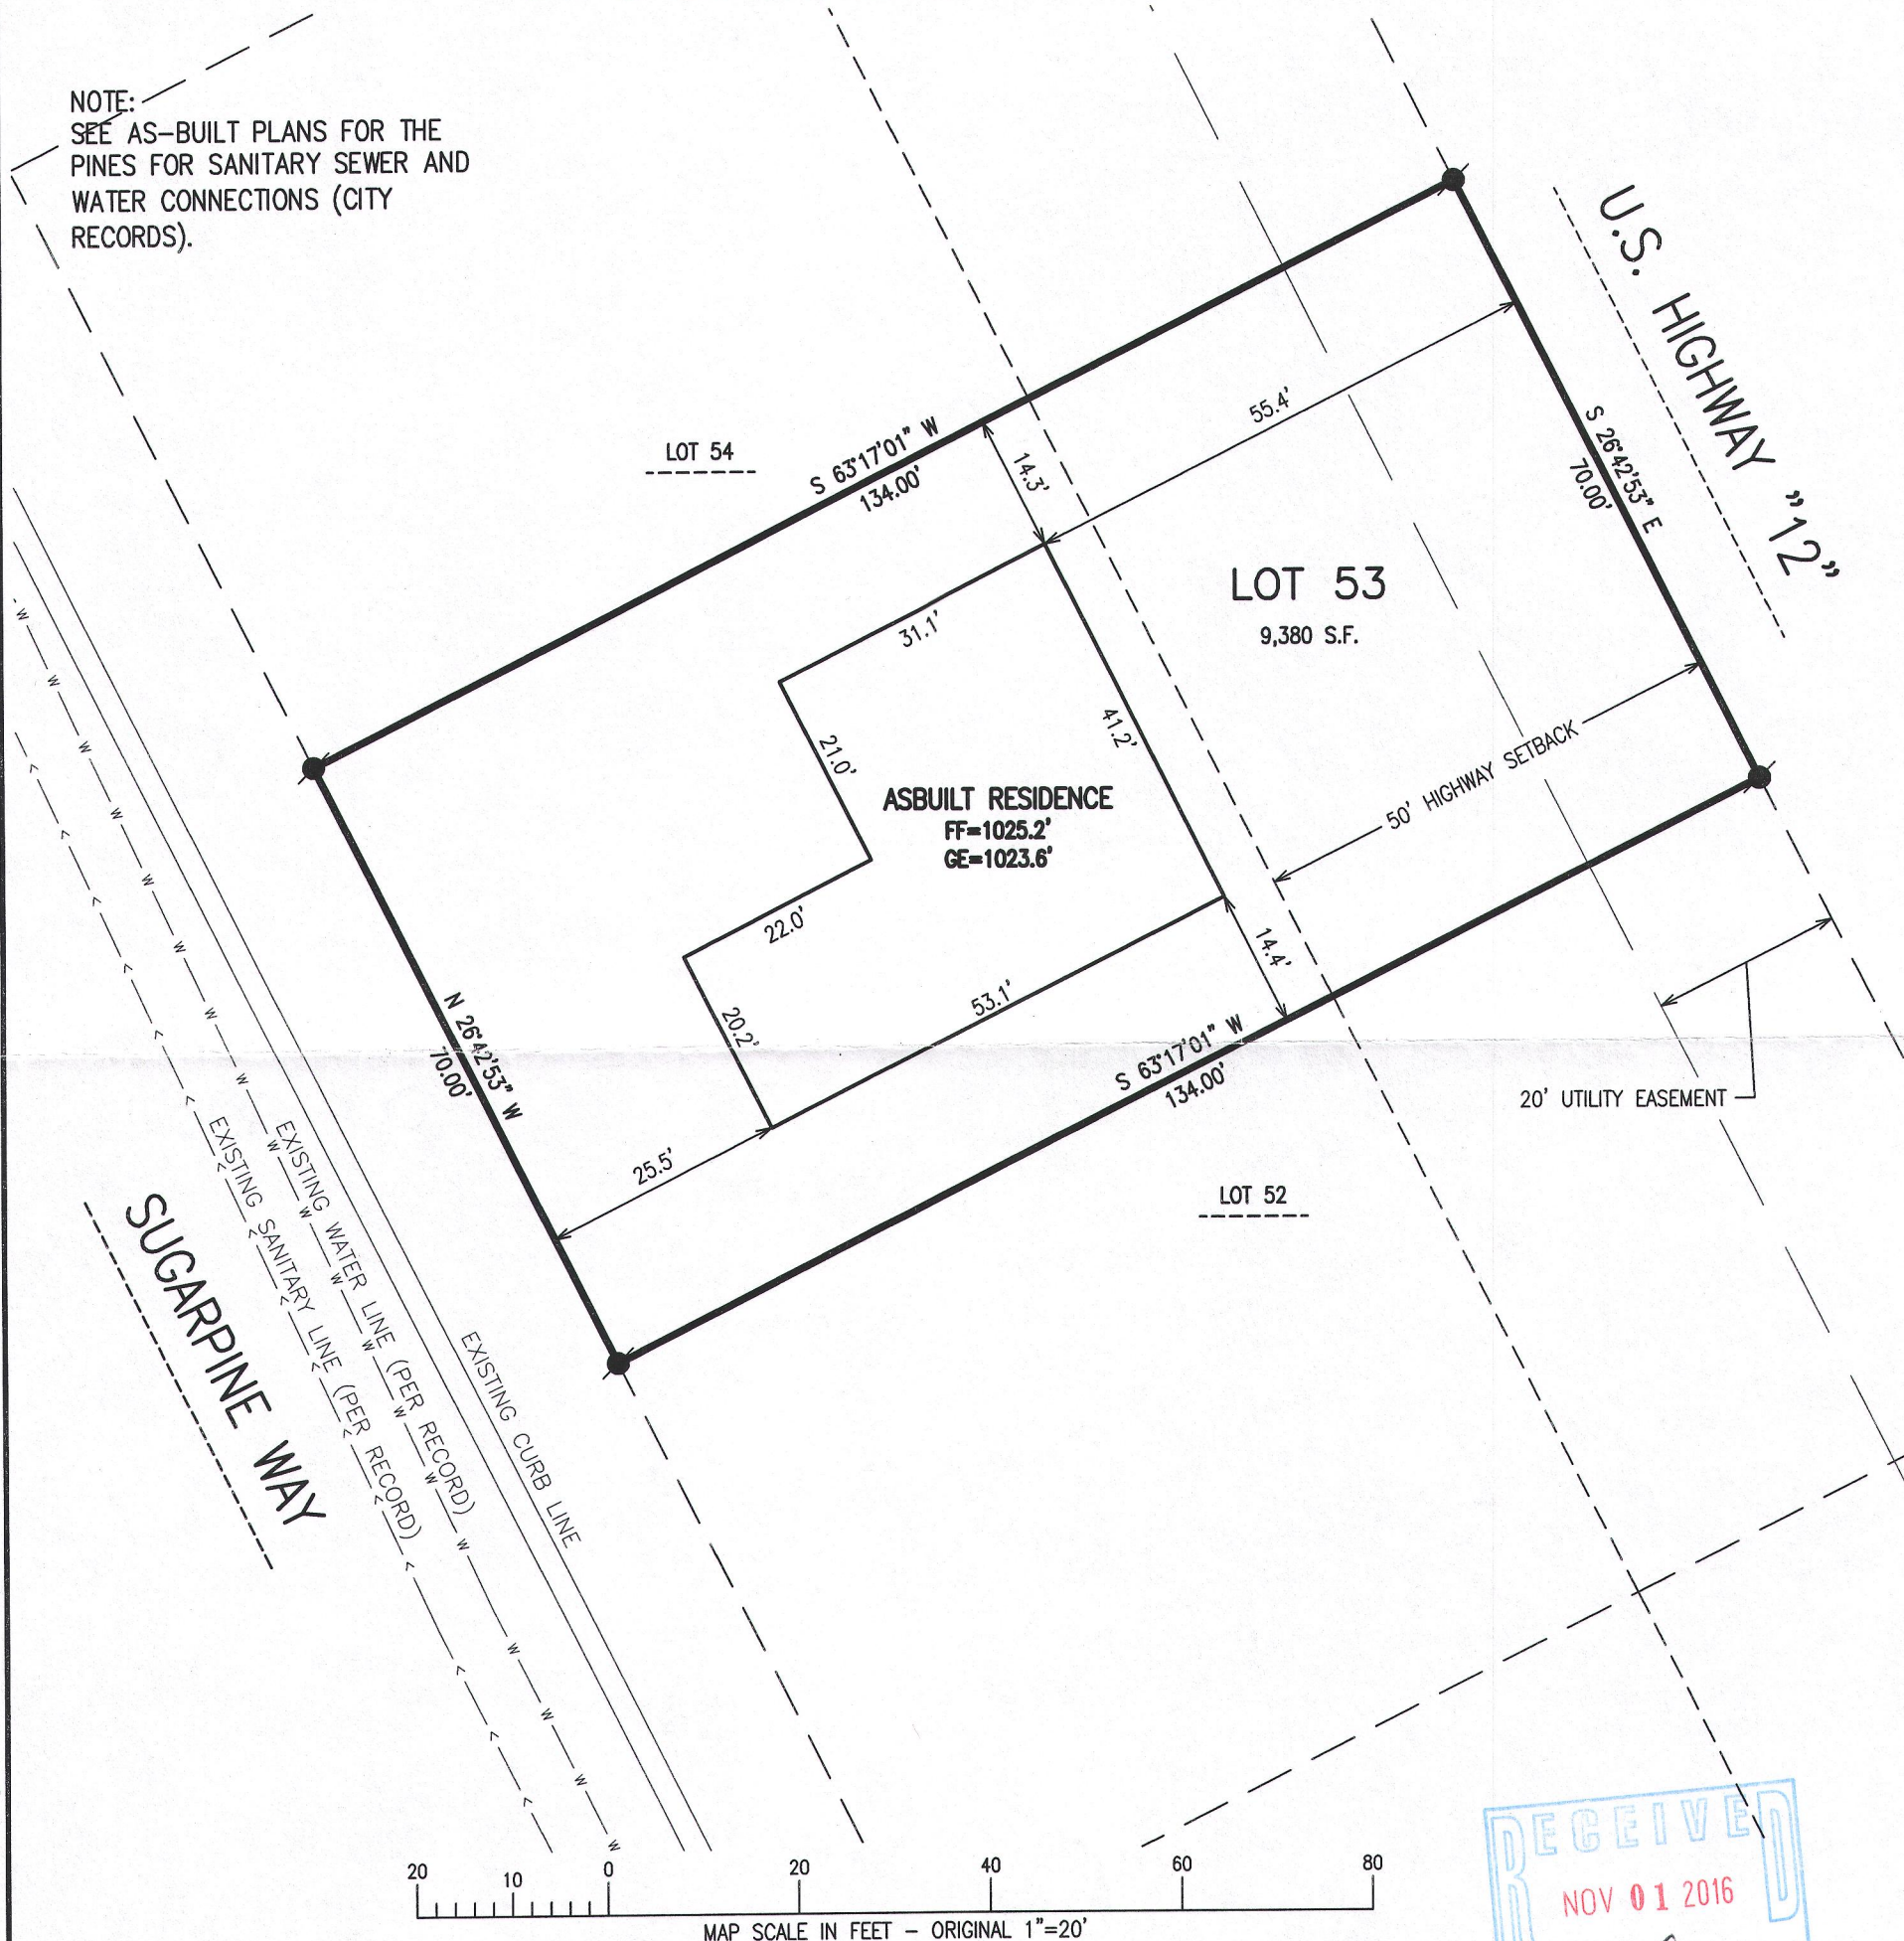 NOTE:
SEE AS-BUILT PLANS FOR THE
PINES FOR SANITARY SEWER AND
WATER CONNECTIONS (CITY
RECORDS).
U.S. HIGHWAY "12"
LOT 54
S 63°17'01" W
134.00'
14.3'
55.4'
S 26°42'53" E
70.00'
LOT 53
9,380 S.F.
31.1'
21.0'
41.2'
ASBUILT RESIDENCE
FF=1025.2'
GE=1023.6'
50' HIGHWAY SETBACK
22.0'
14.4'
20.2'
53.1'
N 26°42'53" W
70.00'
S 63°17'01" W
134.00'
20' UTILITY EASEMENT
25.5'
LOT 52
SUGARPINE WAY
EXISTING SANITARY LINE (PER RECORD)
EXISTING WATER LINE (PER RECORD)
EXISTING CURB LINE
20 10 0 20 40 60 80
MAP SCALE IN FEET - ORIGINAL 1"=20'
RECEIVED
NOV 01 2016